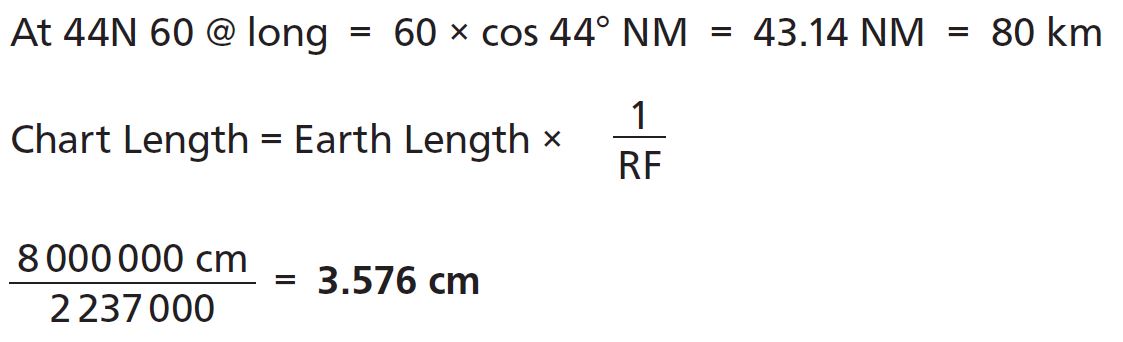 At 44N 60 @ long = 60 × cos 44° NM = 43.14 NM = 80 km
Chart Length = Earth Length × 1/RF
8 000 000 cm / 2 237 000 = 3.576 cm